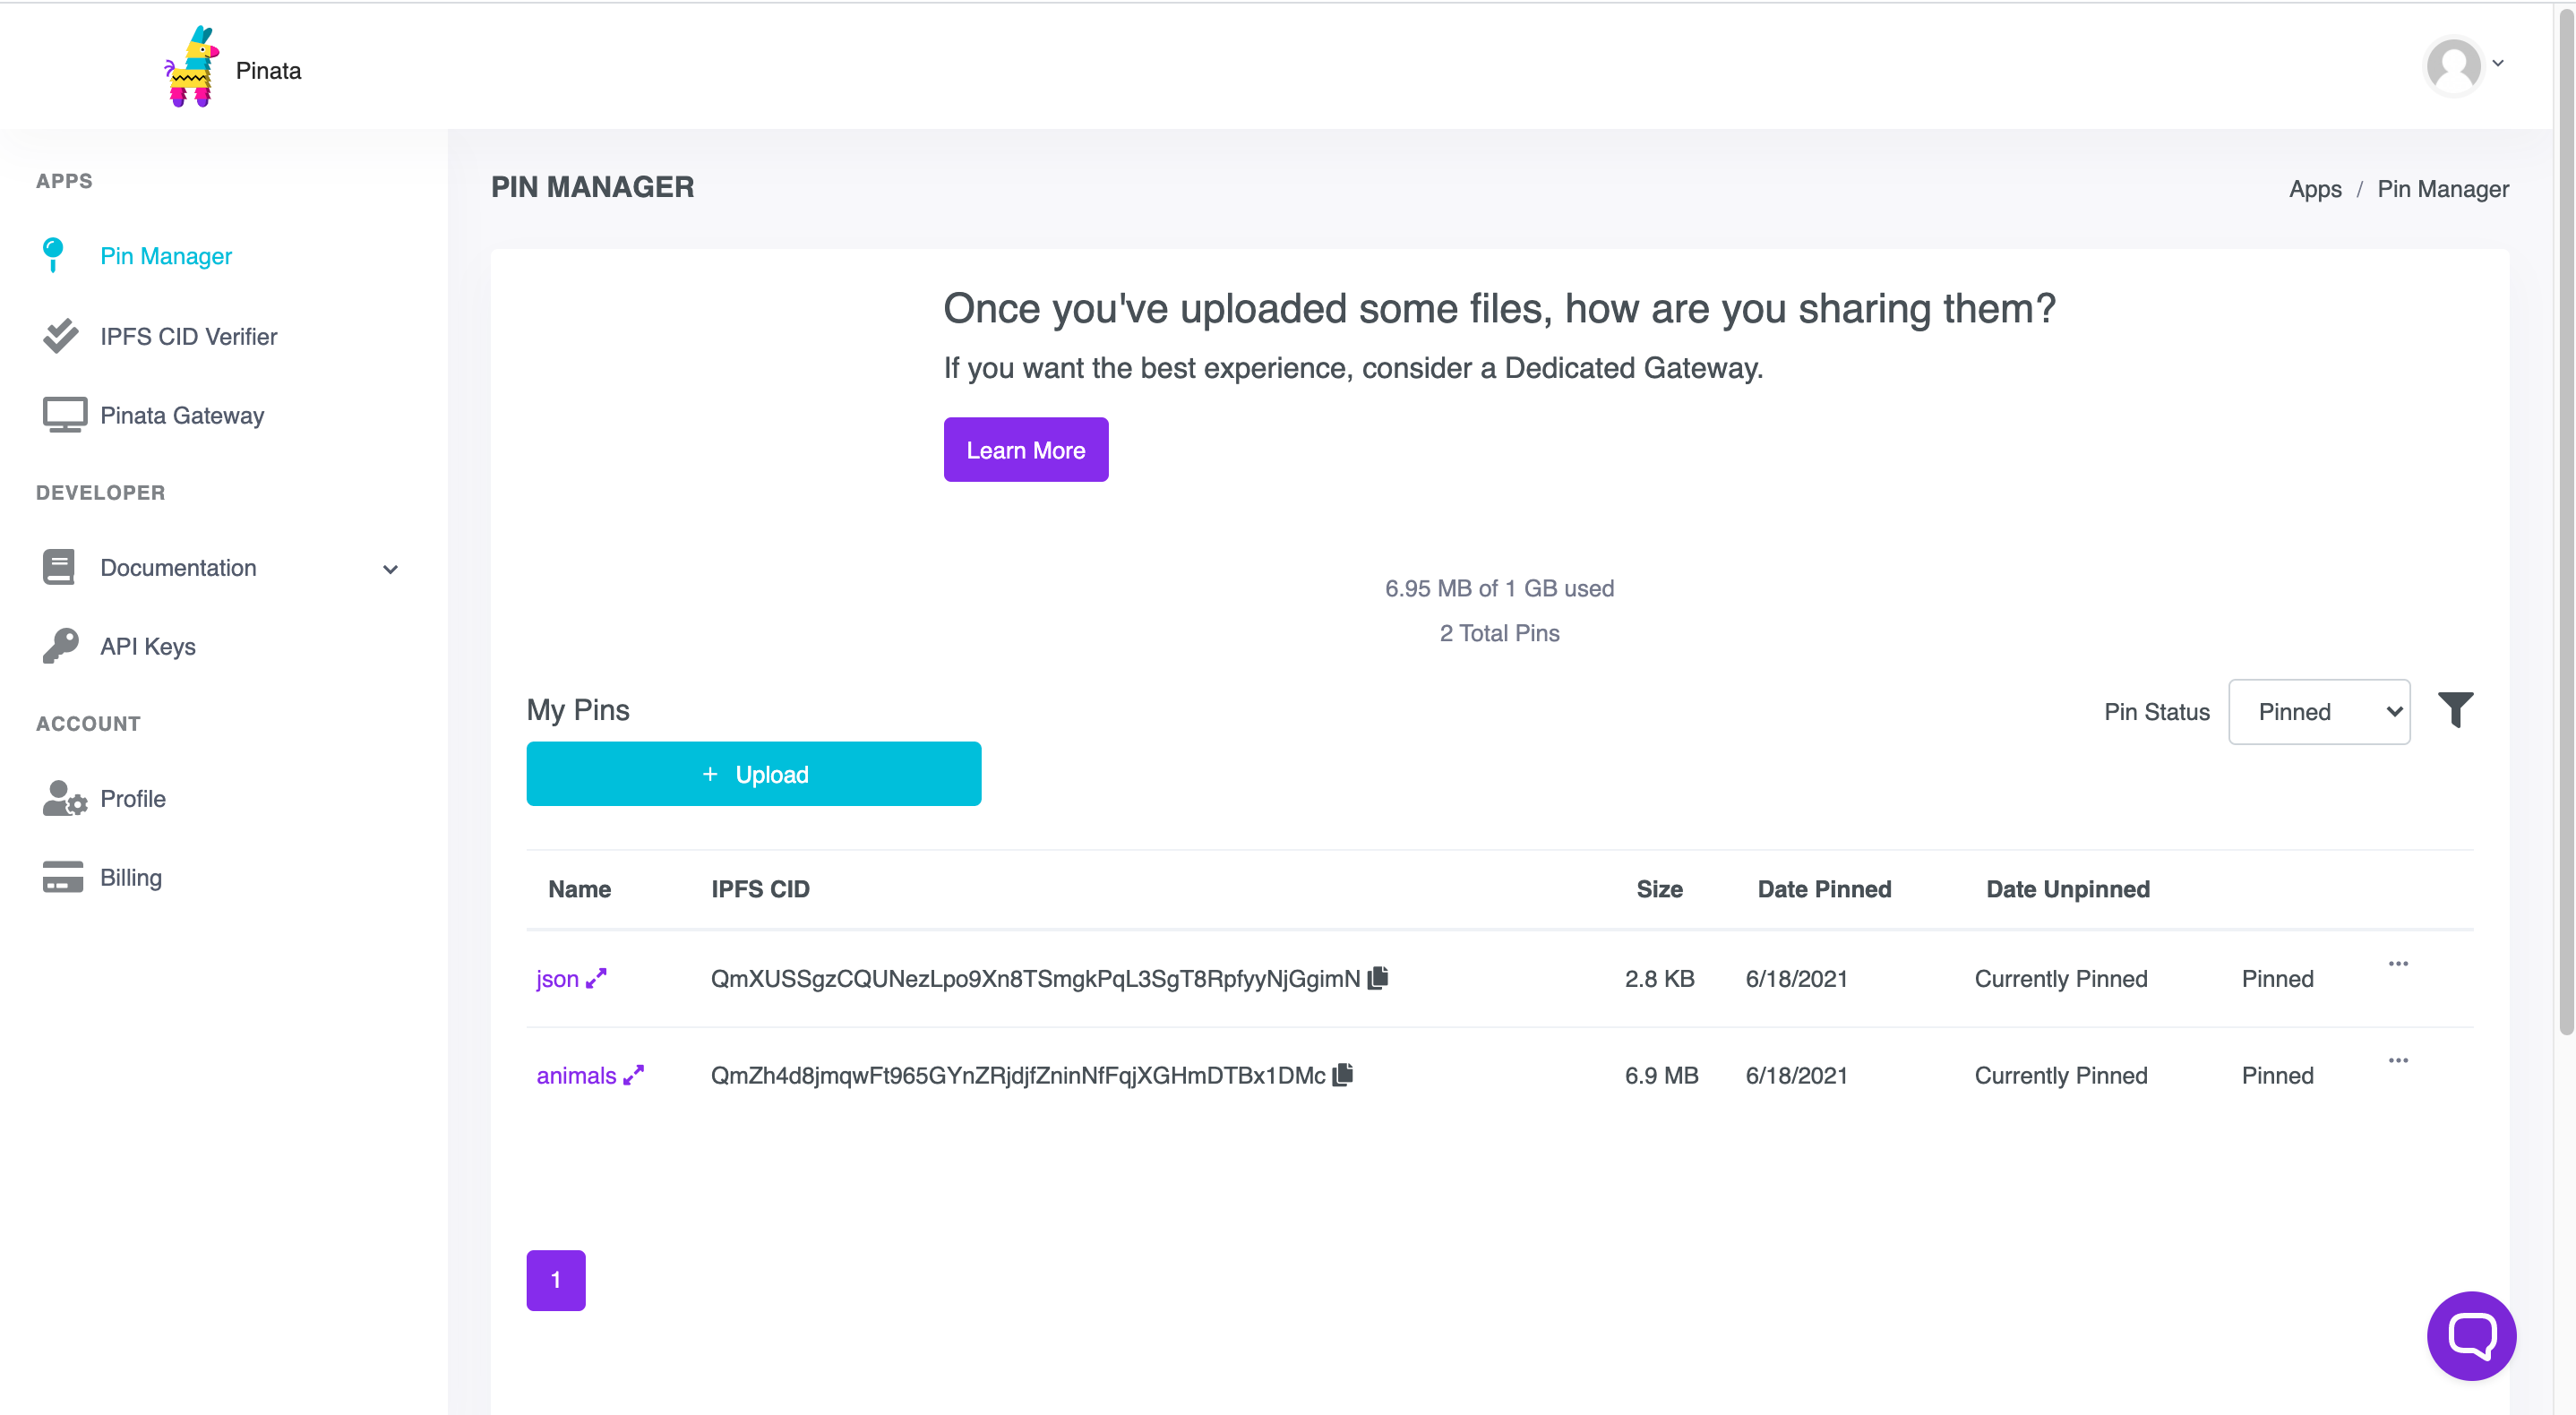 Pinata
APPS
Pin Manager
IPFS CID Verifier
Pinata Gateway
DEVELOPER
Documentation
API Keys
ACCOUNT
Profile
Billing
PIN MANAGER
Apps / Pin Manager
Once you've uploaded some files, how are you sharing them?
If you want the best experience, consider a Dedicated Gateway.
Learn More
6.95 MB of 1 GB used
2 Total Pins
My Pins
Pin Status Pinned
+ Upload
Name IPFS CID Size Date Pinned Date Unpinned
json QmXUSSgzCQUNezLpo9Xn8TSmgkPqL3SgT8RpfyyNjGgimN 2.8 KB 6/18/2021 Currently Pinned Pinned ...
animals QmZh4d8jmqwFt965GYnZRjdjfZninNfFqjXGHmDTBx1DMc 6.9 MB 6/18/2021 Currently Pinned Pinned ...
1